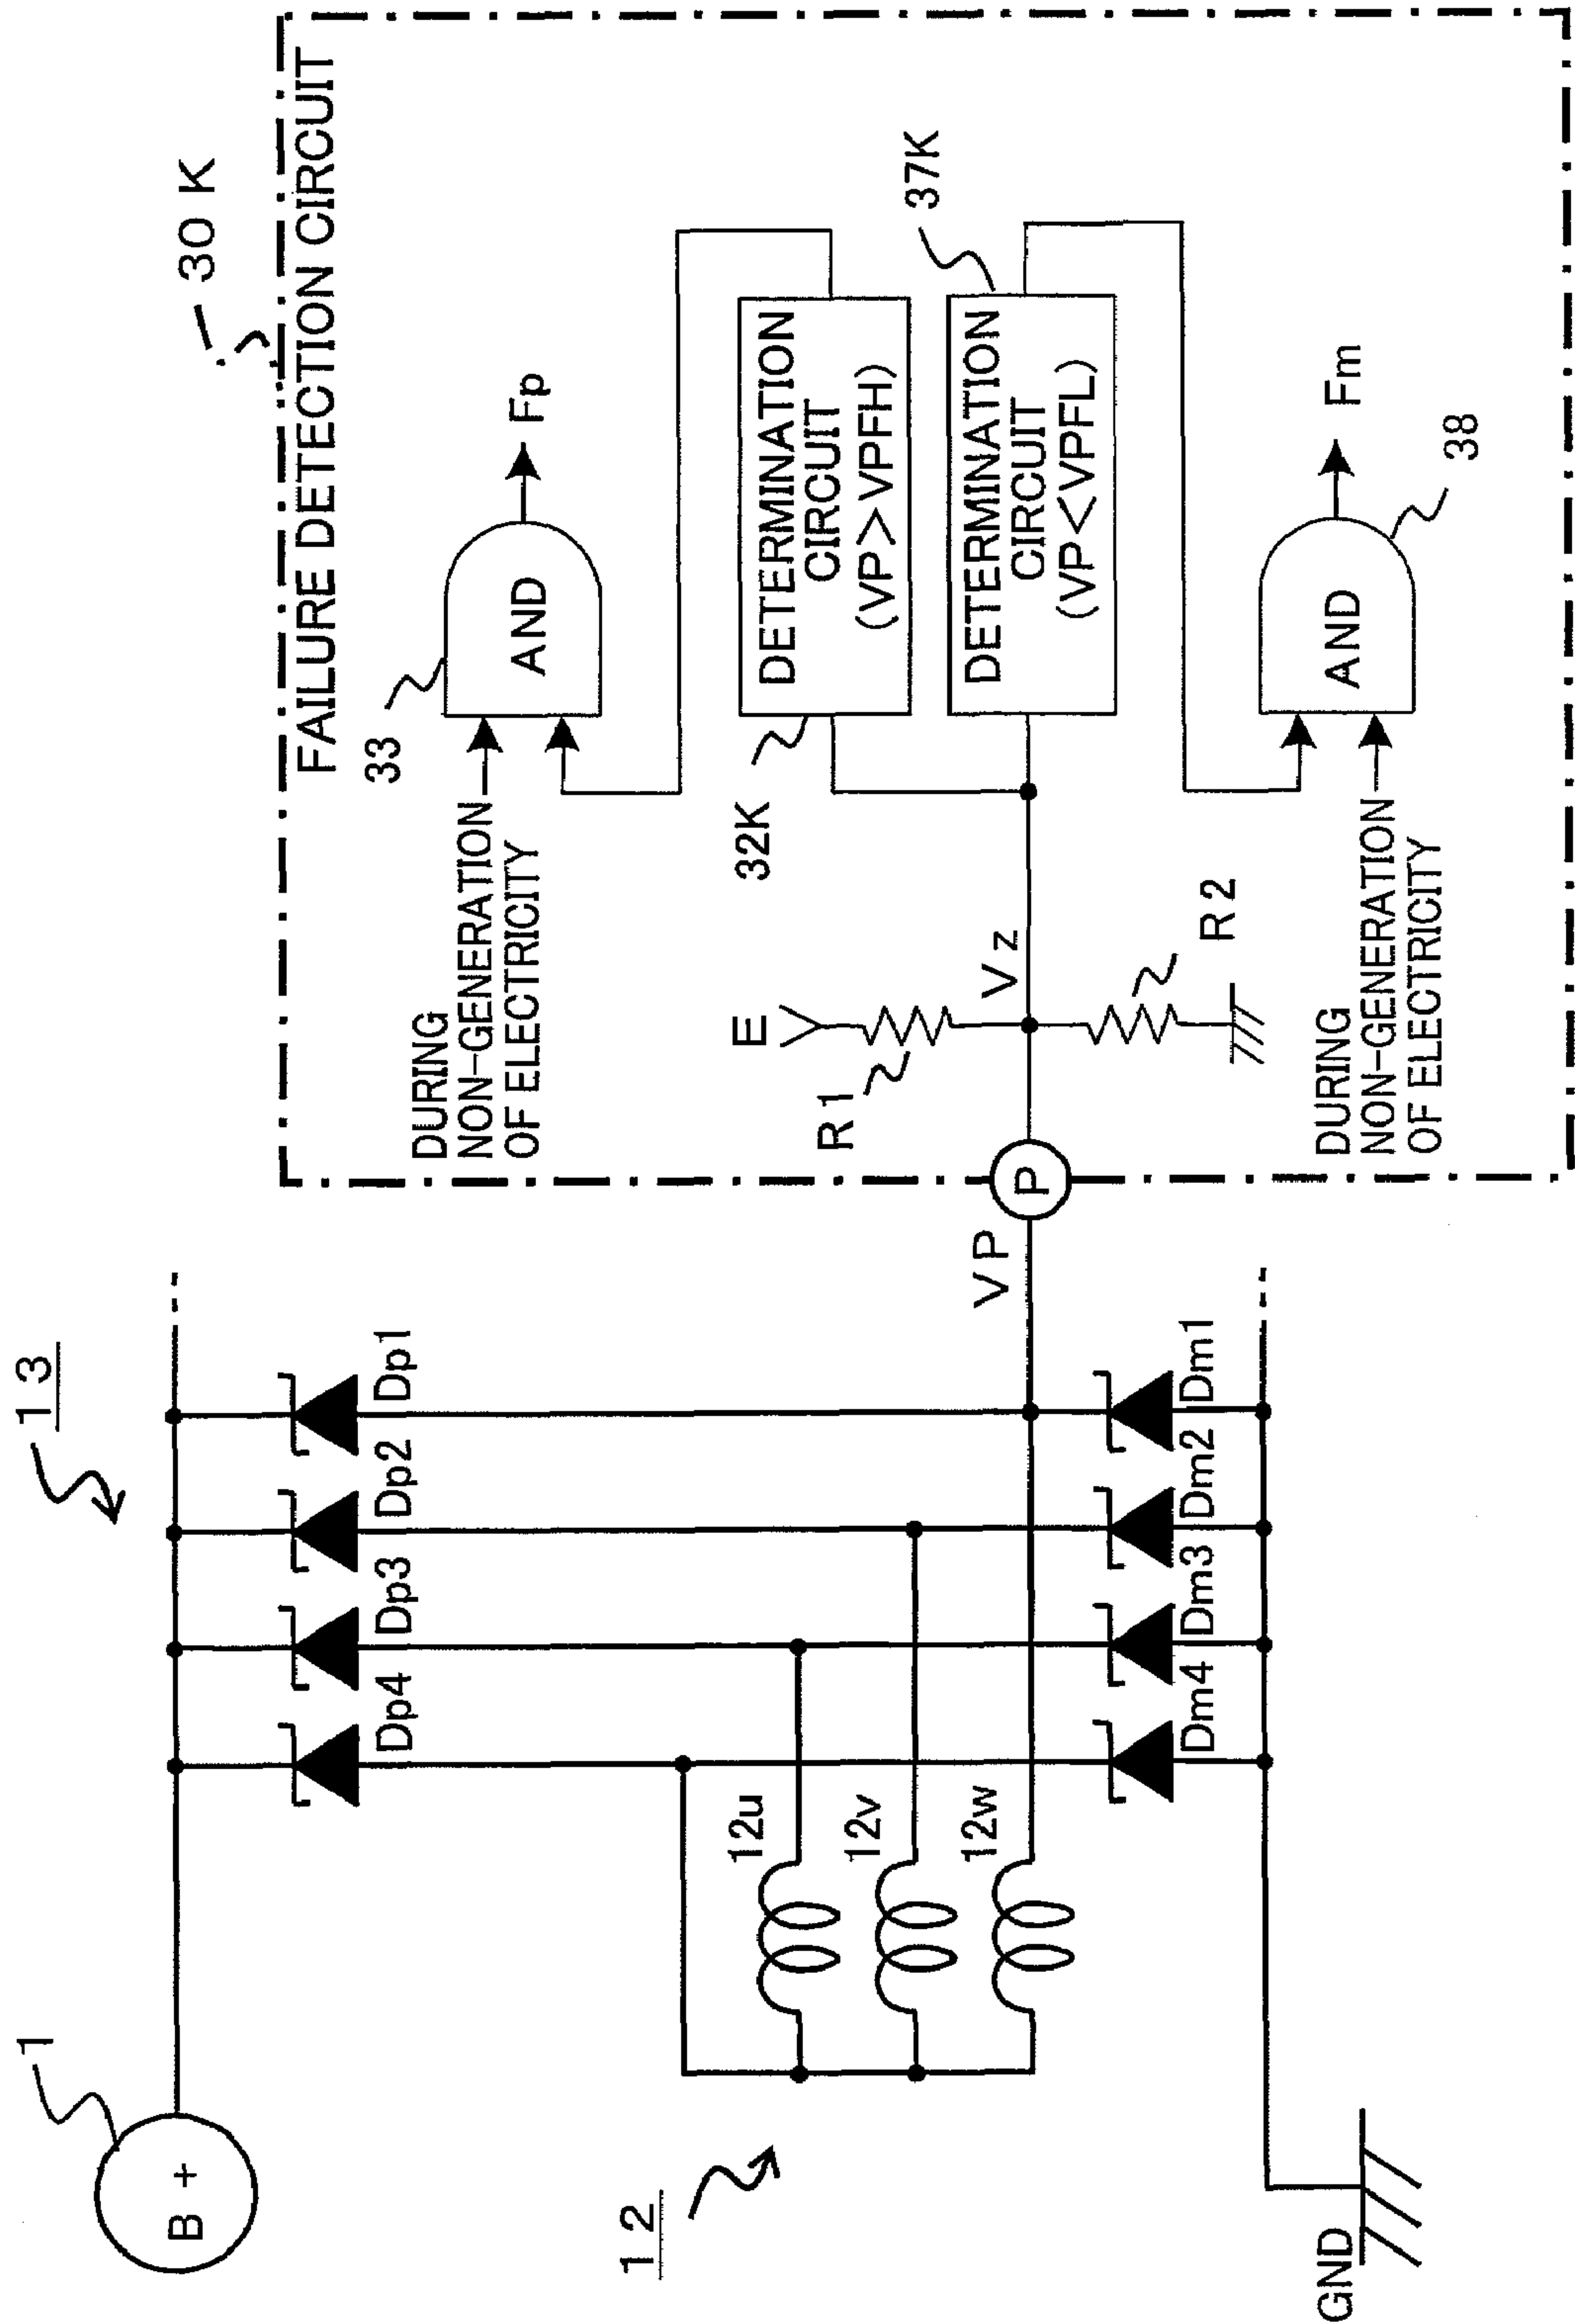 30 K
FAILURE DETECTION CIRCUIT
13
1
B +
Dp4
Dp3
Dp2
Dp1
33
AND
Fp
DURING
NON-GENERATION
OF ELECTRICITY
12
12u
12v
12w
VP
P
E
R1
Vz
R2
32K
DETERMINATION
CIRCUIT
(VP>VPFH)
37K
DETERMINATION
CIRCUIT
(VP<VPFL)
Dm4
Dm3
Dm2
Dm1
GND
DURING
NON-GENERATION
OF ELECTRICITY
AND
Fm
38